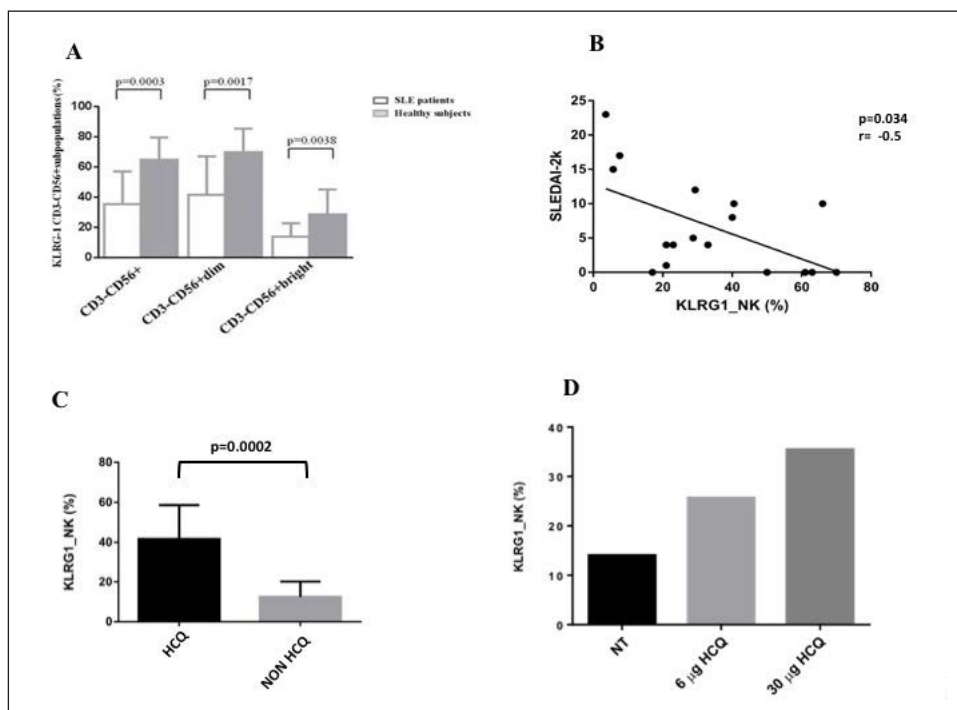 A
KLRG-1 CD3-CD56+subpopulations (%)
p=0.0003
p=0.0017
p=0.0038
SLE patients
Healthy subjects
100
80
60
40
20
0
CD3-CD56+
CD3-CD56+dim
CD3-CD56+bright
B
SLEDAI-2k
25
20
15
10
5
0
p=0.034
r= -0.5
0
20
40
60
80
KLRG1_NK (%)
C
p=0.0002
KLRG1_NK (%)
80
60
40
20
0
HCQ
NON HCQ
D
KLRG1_NK (%)
40
30
20
10
0
NT
6 µg HCQ
30 µg HCQ